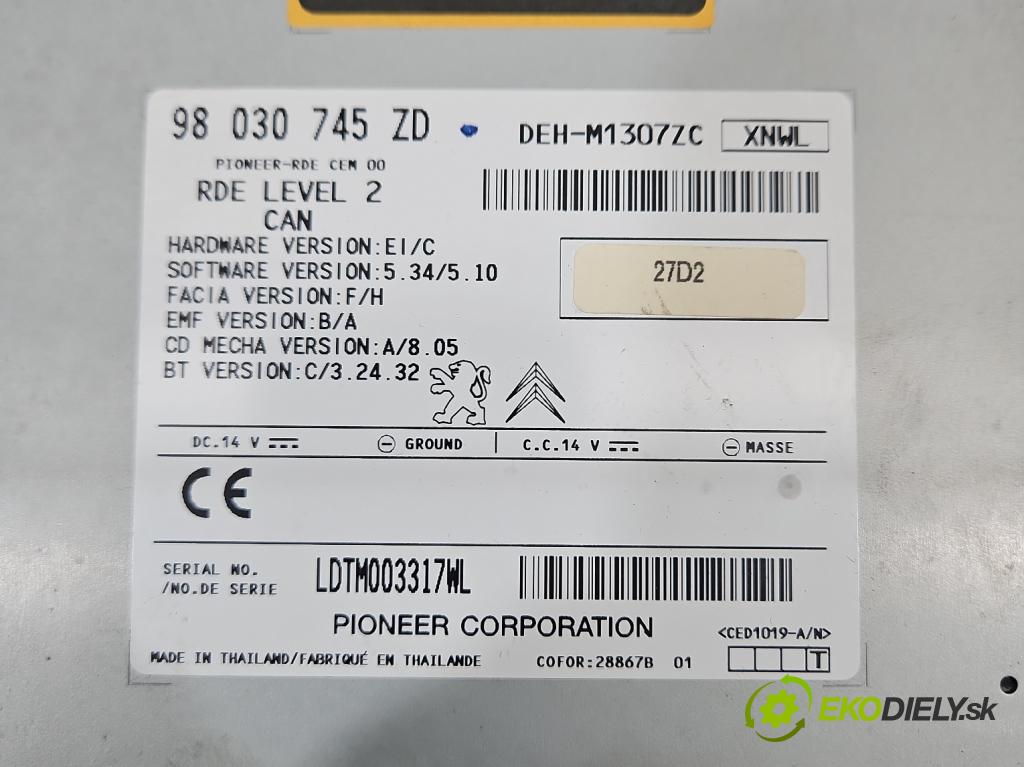 98 030 745 ZD
DEH-M1307ZC XNWL
PIONEER-RDE CEM 00
RDE LEVEL 2
CAN
HARDWARE VERSION:EI/C
SOFTWARE VERSION:5.34/5.10
27D2
FACIA VERSION:F/H
EMF VERSION:B/A
CD MECHA VERSION:A/8.05
BT VERSION:C/3.24.32
DC.14 V GROUND C.C.14 V MASSE
CE
SERIAL NO.
/NO.DE SERIE
LDTM003317WL
PIONEER CORPORATION
<CED1019-A/N>
MADE IN THAILAND/FABRIQUÉ EN THAILANDE
COFOR:28867B 01
T
EKODIELY.sk